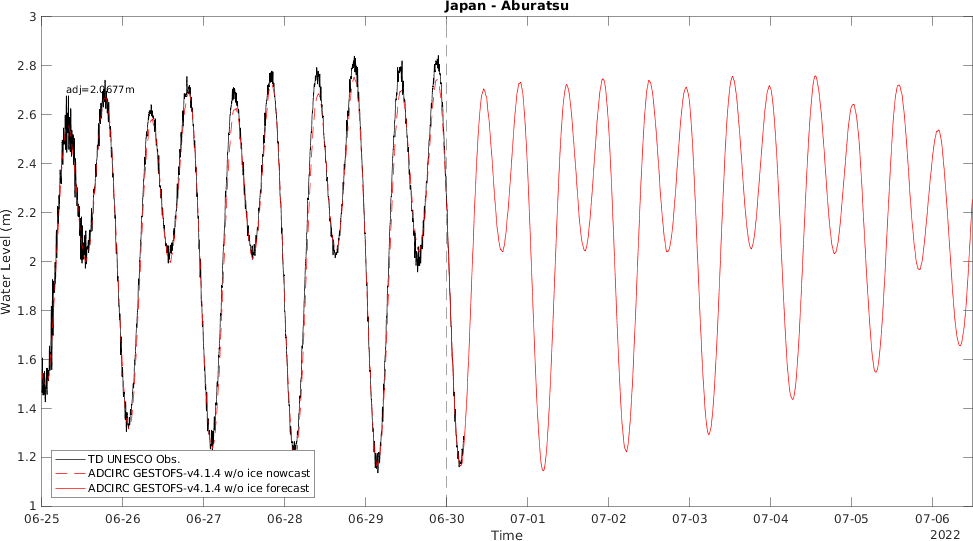 Japan - Aburatsu
adj=2.0677m
Water Level (m)
3
2.8
2.6
2.4
2.2
2
1.8
1.6
1.4
1.2
1
TD UNESCO Obs.
ADCIRC GESTOFS-v4.1.4 w/o ice nowcast
ADCIRC GESTOFS-v4.1.4 w/o ice forecast
06-25 06-26 06-27 06-28 06-29 06-30 07-01 07-02 07-03 07-04 07-05 07-06
Time
2022